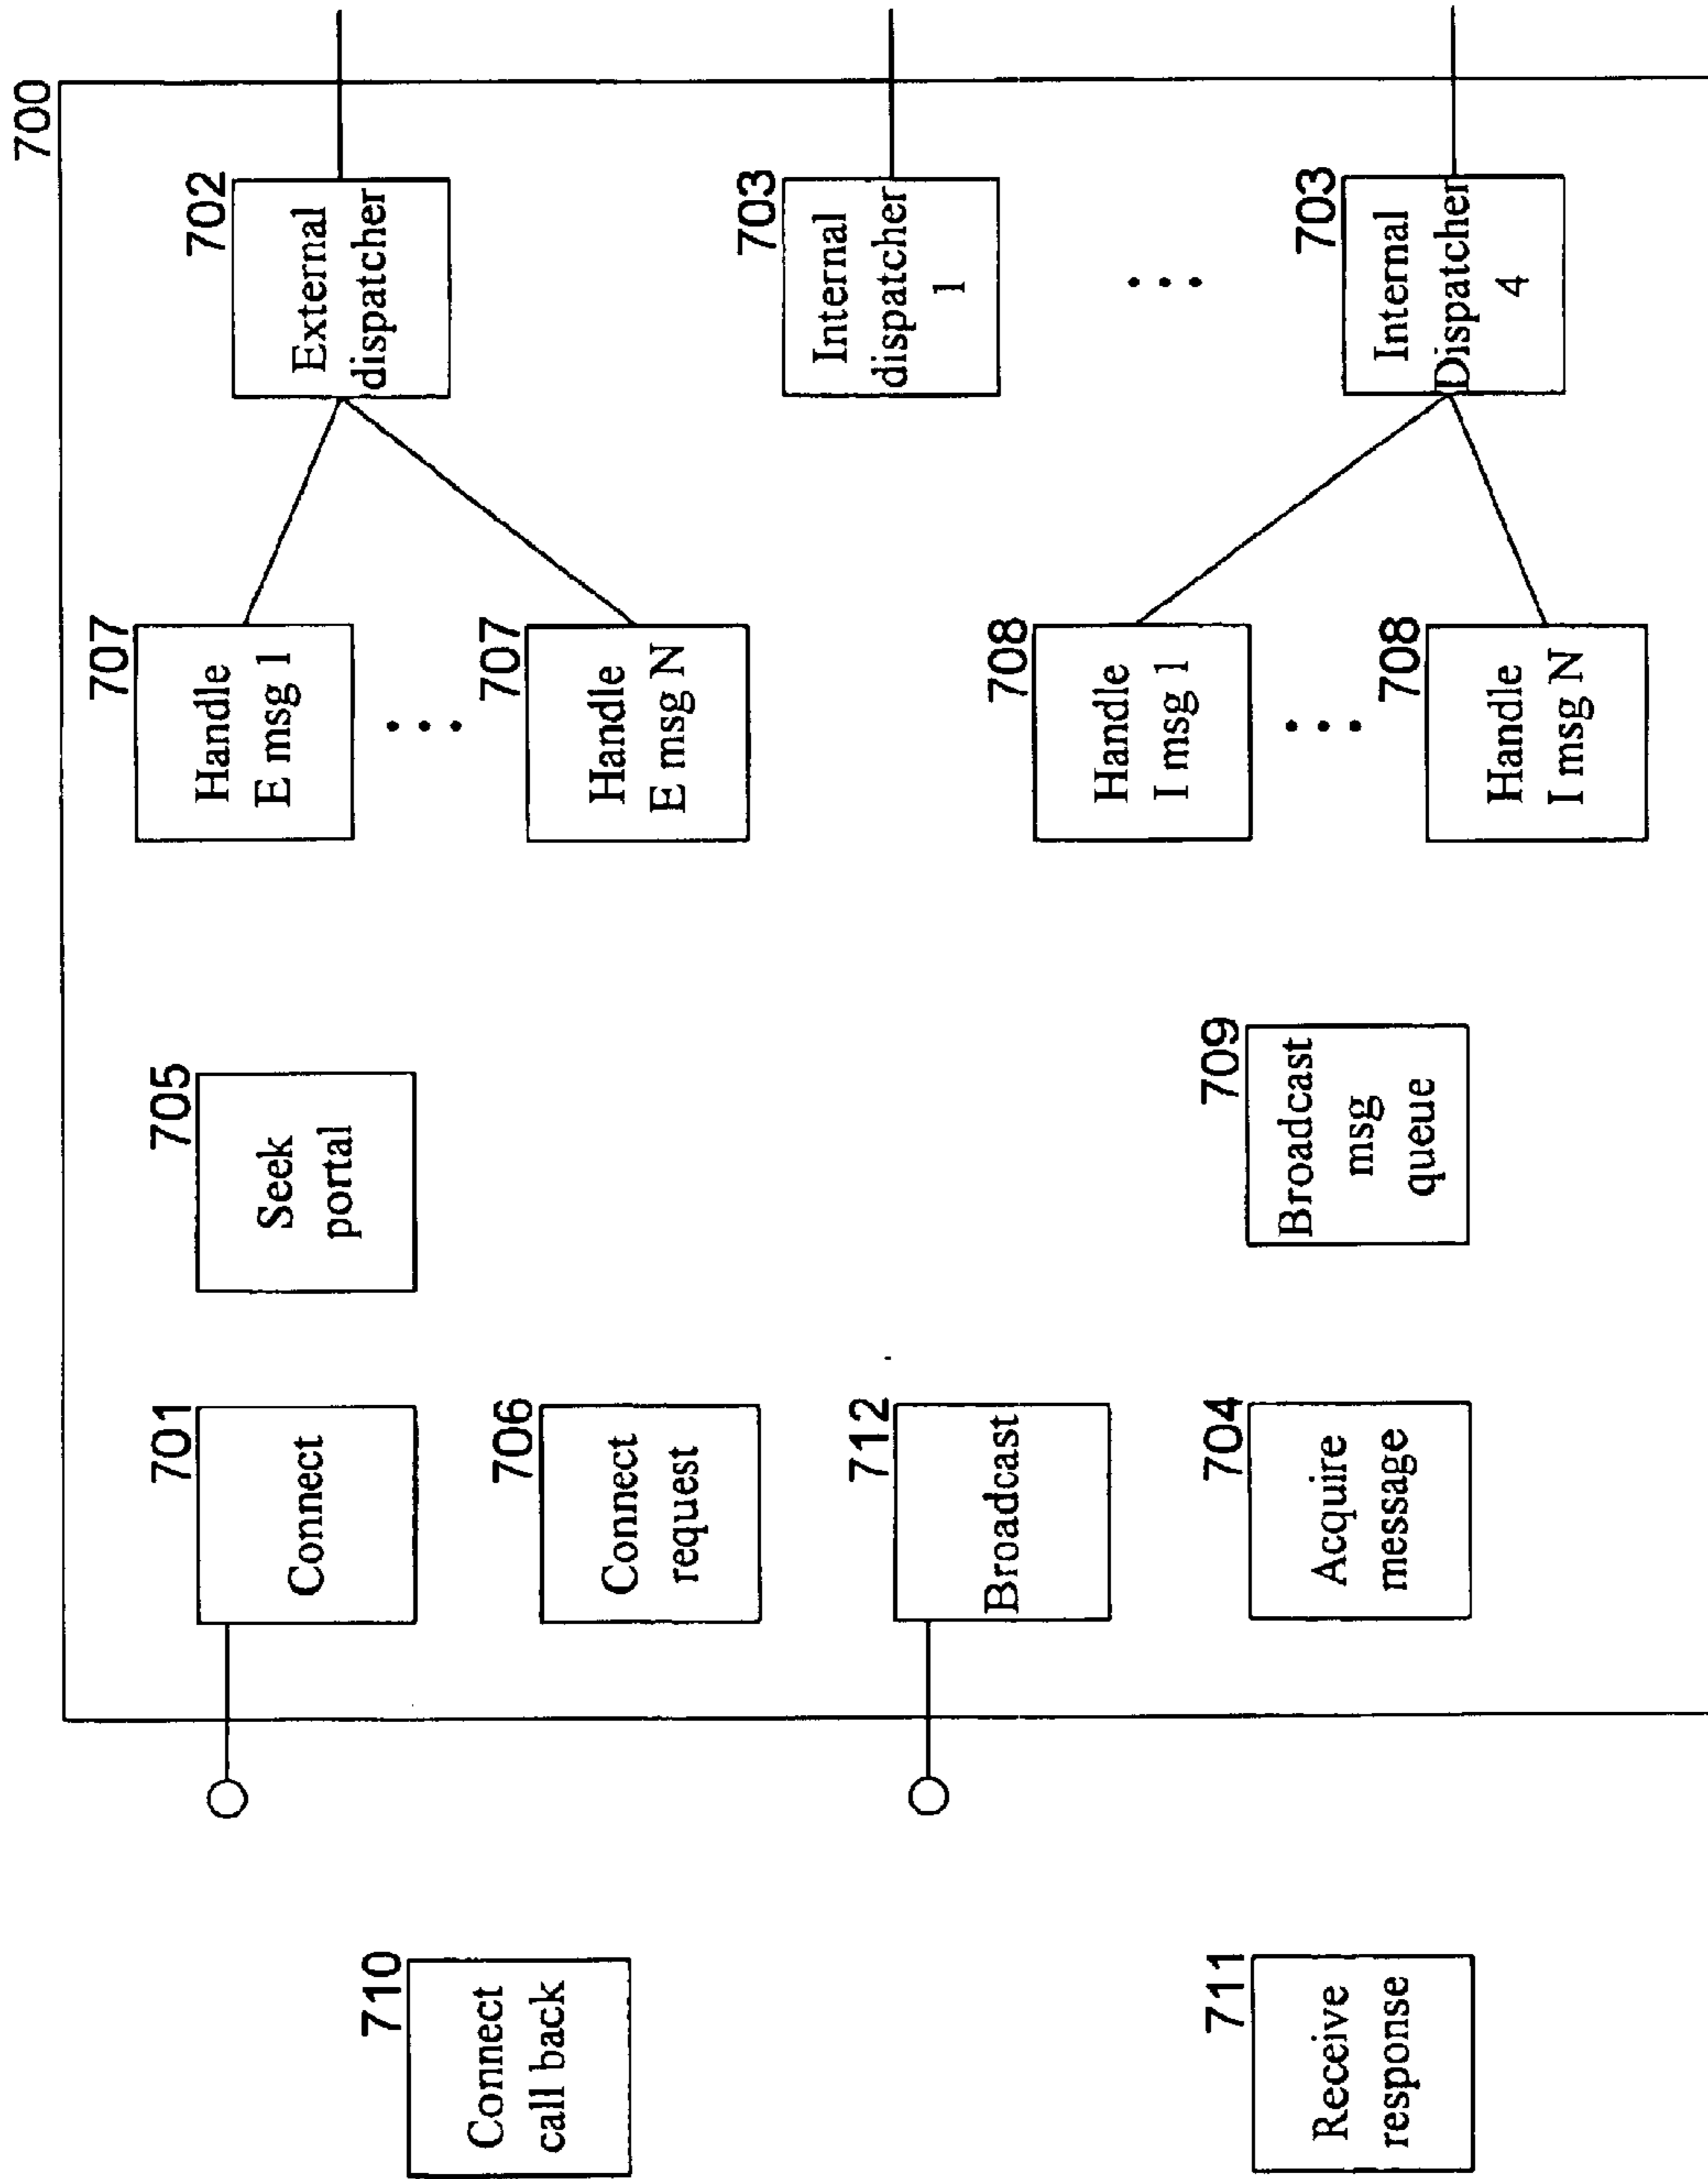 700
710
Connect
call back
711
Receive
response
701
Connect
706
Connect
request
712
Broadcast
704
Acquire
message
705
Seek
portal
709
Broadcast
msg
queue
707
Handle
E msg 1
707
Handle
E msg N
708
Handle
I msg 1
708
Handle
I msg N
702
External
dispatcher
703
Internal
dispatcher
1
703
Internal
Dispatcher
4